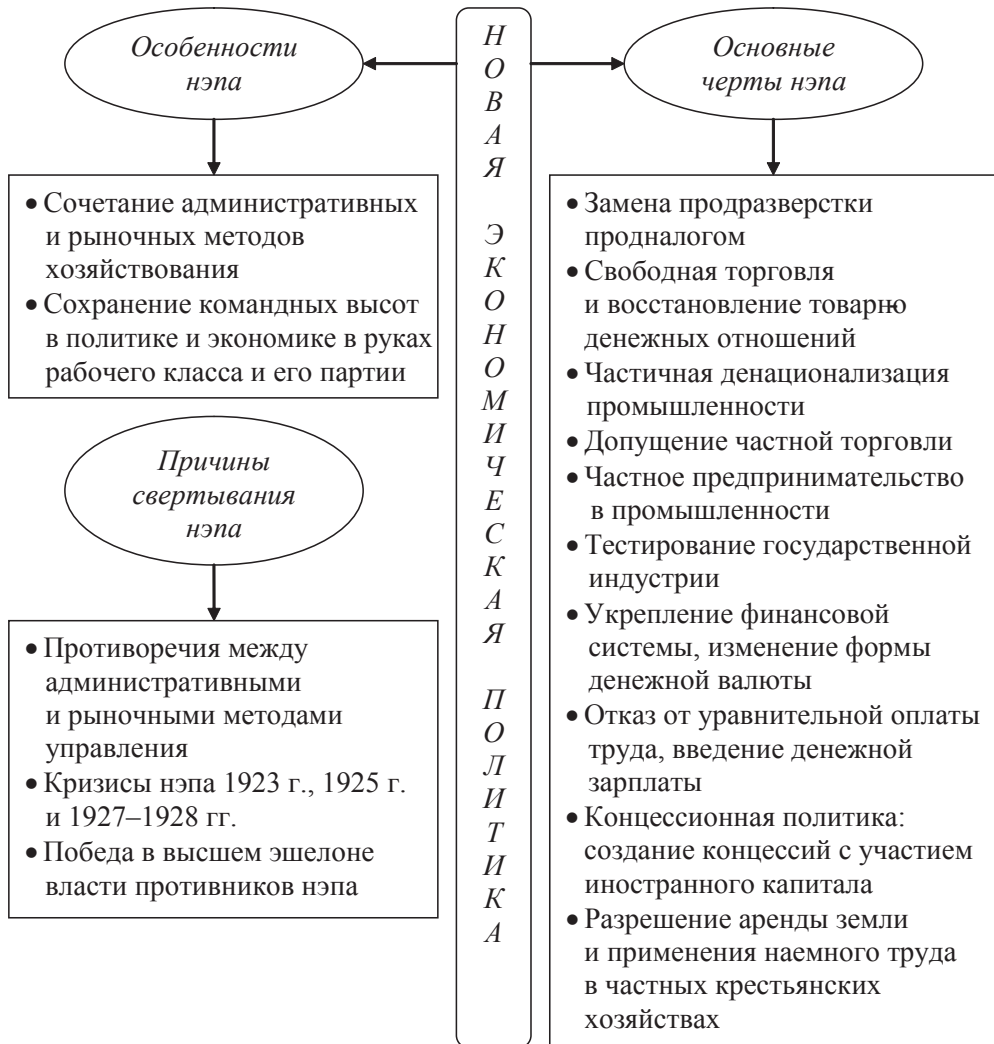 Особенности
нэпа
• Сочетание административных
и рыночных методов
хозяйствования
• Сохранение командных высот
в политике и экономике в руках
рабочего класса и его партии
Причины
свертывания
нэпа
• Противоречия между
административными
и рыночными методами
управления
• Кризисы нэпа 1923 г., 1925 г.
и 1927–1928 гг.
• Победа в высшем эшелоне
власти противников нэпа
НОВАЯ ЭКОНОМИЧЕСКАЯ ПОЛИТИКА
Основные
черты нэпа
• Замена продразверстки
продналогом
• Свободная торговля
и восстановление товарно-
денежных отношений
• Частичная денационализация
промышленности
• Допущение частной торговли
• Частное предпринимательство
в промышленности
• Тестирование государственной
индустрии
• Укрепление финансовой
системы, изменение формы
денежной валюты
• Отказ от уравнительной оплаты
труда, введение денежной
зарплаты
• Концессионная политика:
создание концессий с участием
иностранного капитала
• Разрешение аренды земли
и применения наемного труда
в частных крестьянских
хозяйствах